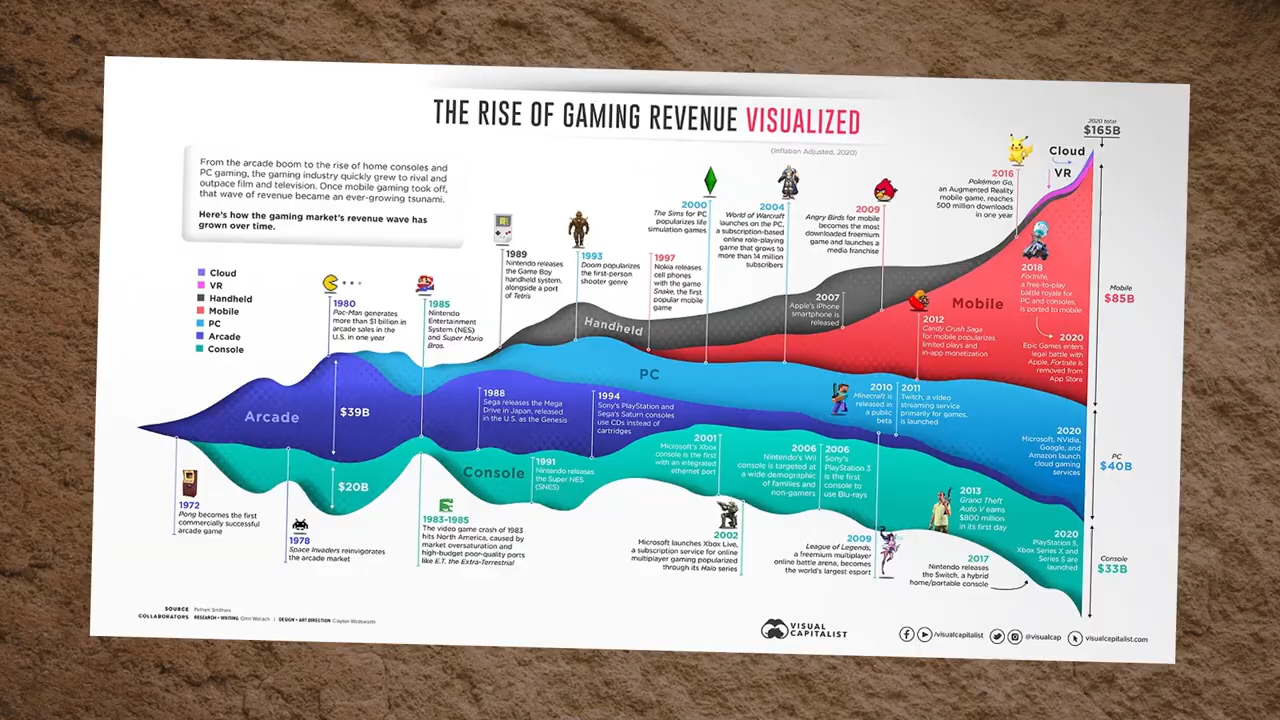 THE RISE OF GAMING REVENUE VISUALIZED
(Inflation Adjusted, 2020)
From the arcade boom to the rise of home consoles and
PC gaming, the gaming industry quickly grew to rival and
outpace film and television. Once mobile gaming took off,
that wave of revenue became an ever-growing tsunami.
Here's how the gaming market's revenue wave has
grown over time.
Cloud
VR
Handheld
Mobile
PC
Arcade
Console
1980
Pac-Man generates
more than $1 billion in
arcade sales in the
U.S. in one year
1985
Nintendo
Entertainment
System (NES)
and Super Mario
Bros.
1989
Nintendo releases
the Game Boy
handheld system,
alongside a port
of Tetris
1993
Doom popularizes
the first-person
shooter genre
1997
Nokia releases
cell phones
with the game
Snake, the first
popular mobile
game
2000
The Sims for PC
popularizes life
simulation games
2004
World of Warcraft
launches on the PC,
a subscription-based
online role-playing
game that grows to
more than 14 million
subscribers
2009
Angry Birds for mobile
becomes the most
downloaded freemium
game and launches a
media franchise
2007
Apple's iPhone
smartphone is
released
2016
Pokémon Go,
an Augmented Reality
mobile game, reaches
500 million downloads
in one year
Cloud
VR
2020 total
$165B
2012
Candy Crush Saga
for mobile popularizes
limited plays and
in-app monetization
2018
Fortnite,
a free-to-play
battle royale for
PC and consoles,
is ported to mobile
2020
Epic Games enters
legal battle with
Apple, Fortnite is
removed from
App Store
Handheld
Mobile
PC
Arcade
Console
$39B
$20B
Mobile
$85B
PC
$40B
Console
$33B
1988
Sega releases the Mega
Drive in Japan, released
in the U.S. as the Genesis
1994
Sony's PlayStation and
Sega's Saturn consoles
use CDs instead of
cartridges
2010
Minecraft is
released in
a public
beta
2011
Twitch, a video
streaming service
primarily for games,
is launched
2020
Microsoft, NVidia,
Google, and
Amazon launch
cloud gaming
services
1972
Pong becomes the first
commercially successful
arcade game
1978
Space Invaders reinvigorates
the arcade market
1983-1985
The video game crash of 1983
hits North America, caused by
market oversaturation and
high-budget poor-quality ports
like E.T. the Extra-Terrestrial
1991
Nintendo releases
the Super NES
(SNES)
2001
Microsoft's Xbox
console is the first
with an integrated
ethernet port
2002
Microsoft launches Xbox Live,
a subscription service for online
multiplayer gaming popularized
through its Halo series
2006
Nintendo's Wii
console is targeted at
a wide demographic
of families and
non-gamers
2006
Sony's
PlayStation 3
is the first
console to
use Blu-rays
2009
League of Legends,
a freemium multiplayer
online battle arena, becomes
the world's largest esport
2013
Grand Theft
Auto V earns
$800 million
in its first day
2017
Nintendo releases
the Switch, a hybrid
home/portable console
2020
PlayStation 5,
Xbox Series X and
Series S are
launched
SOURCE Pelham Smithers
COLLABORATORS RESEARCH + WRITING Omri Wallach | DESIGN + ART DIRECTION Clayton Wadsworth
VISUAL
CAPITALIST
/visualcapitalist
@visualcap
visualcapitalist.com